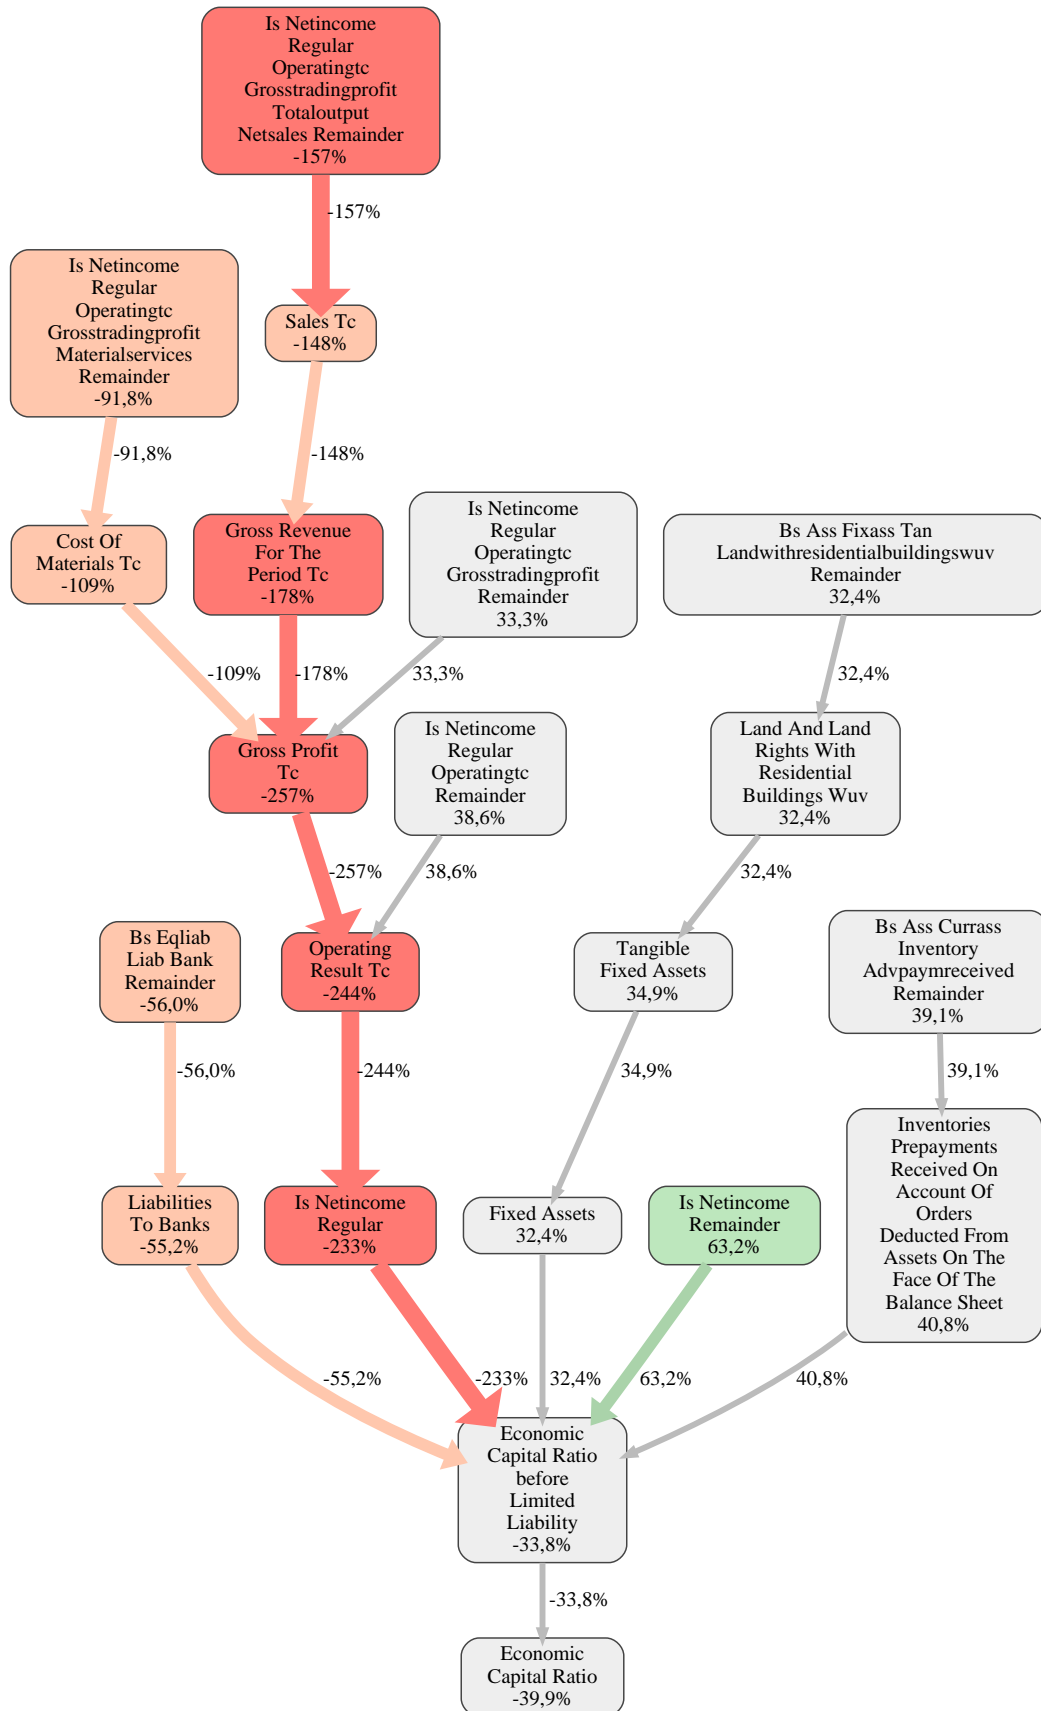 Is Netincome
Regular
Operatingtc
Grosstradingprofit
Totaloutput
Netsales Remainder
-157%
-157%
Is Netincome
Regular
Operatingtc
Grosstradingprofit
Materialservices
Remainder
-91,8%
Sales Tc
-148%
-91,8%
-148%
Cost Of
Materials Tc
-109%
Gross Revenue
For The
Period Tc
-178%
Is Netincome
Regular
Operatingtc
Grosstradingprofit
Remainder
33,3%
Bs Ass Fixass Tan
Landwithresidentialbuildingswuv
Remainder
32,4%
-109%
-178%
33,3%
32,4%
Gross Profit
Tc
-257%
Is Netincome
Regular
Operatingtc
Remainder
38,6%
Land And Land
Rights With
Residential
Buildings Wuv
32,4%
-257%
38,6%
32,4%
Bs Eqliab
Liab Bank
Remainder
-56,0%
Operating
Result Tc
-244%
Tangible
Fixed Assets
34,9%
Bs Ass Currass
Inventory
Advpaymreceived
Remainder
39,1%
-56,0%
-244%
34,9%
39,1%
Liabilities
To Banks
-55,2%
Is Netincome
Regular
-233%
Fixed Assets
32,4%
Is Netincome
Remainder
63,2%
Inventories
Prepayments
Received On
Account Of
Orders
Deducted From
Assets On The
Face Of The
Balance Sheet
40,8%
-55,2%
-233%
32,4%
63,2%
40,8%
Economic
Capital Ratio
before
Limited
Liability
-33,8%
-33,8%
Economic
Capital Ratio
-39,9%